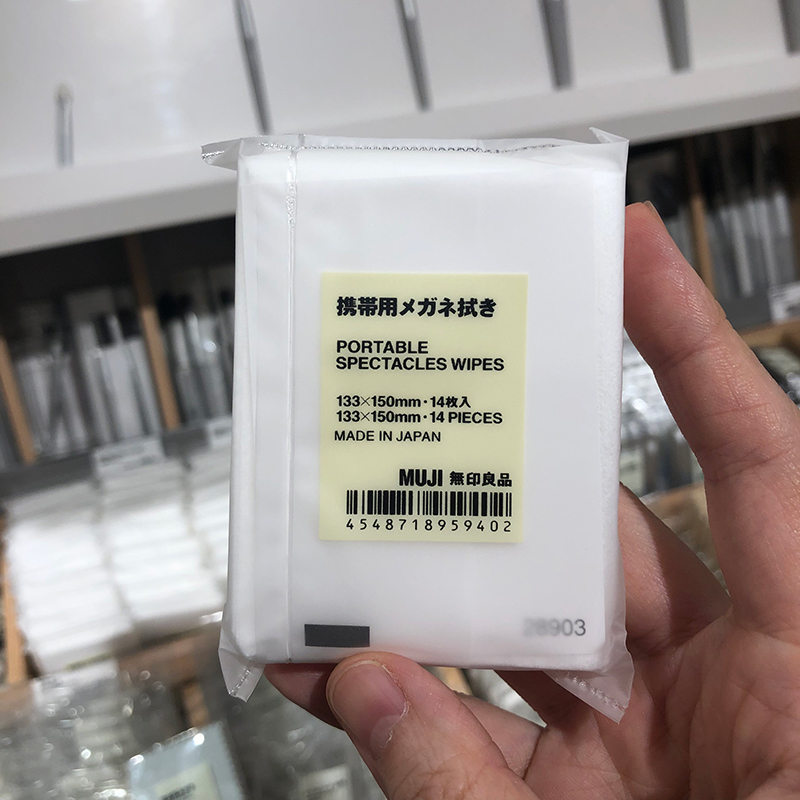 携帯用メガネ拭き
PORTABLE
SPECTACLES WIPES
133×150mm・14枚入
133×150mm・14 PIECES
MADE IN JAPAN
MUJI 無印良品
4548718959402
28903